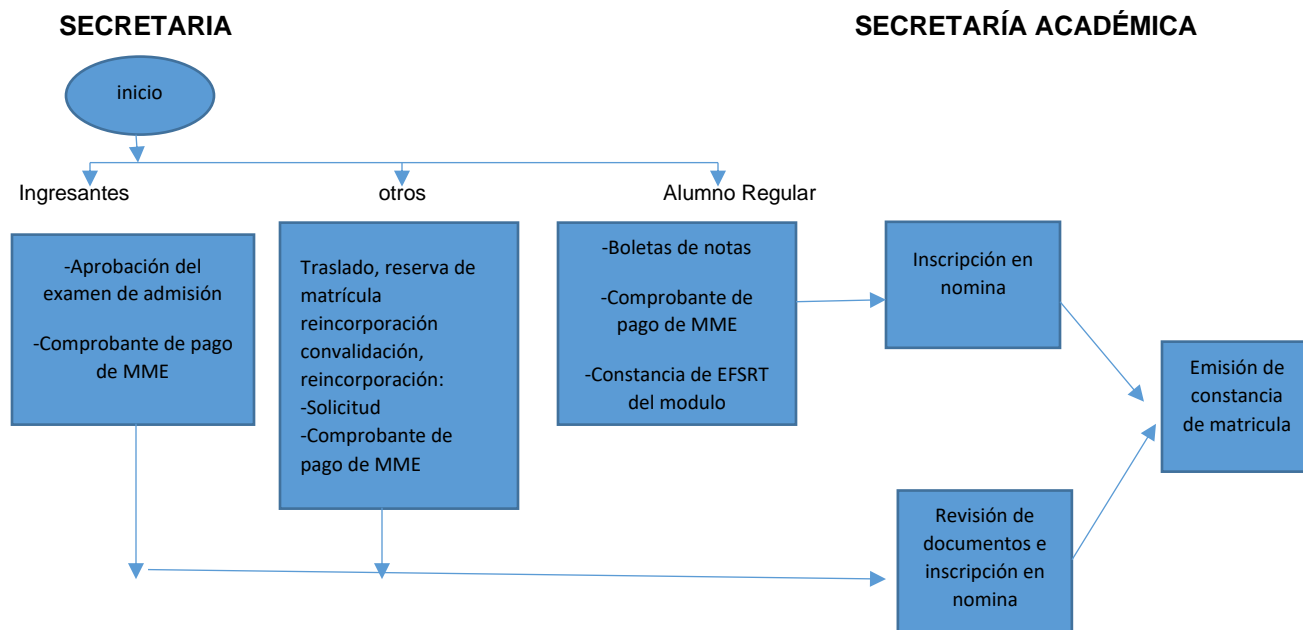 SECRETARIA
SECRETARÍA ACADÉMICA
inicio
Ingresantes
otros
Alumno Regular
-Aprobación del
examen de admisión
-Comprobante de pago
de MME
Traslado, reserva de
matrícula
reincorporación
convalidación,
reincorporación:
-Solicitud
-Comprobante de
pago de MME
-Boletas de notas
-Comprobante de
pago de MME
-Constancia de EFSRT
del modulo
Inscripción en
nomina
Emisión de
constancia
de matricula
Revisión de
documentos e
inscripción en
nomina